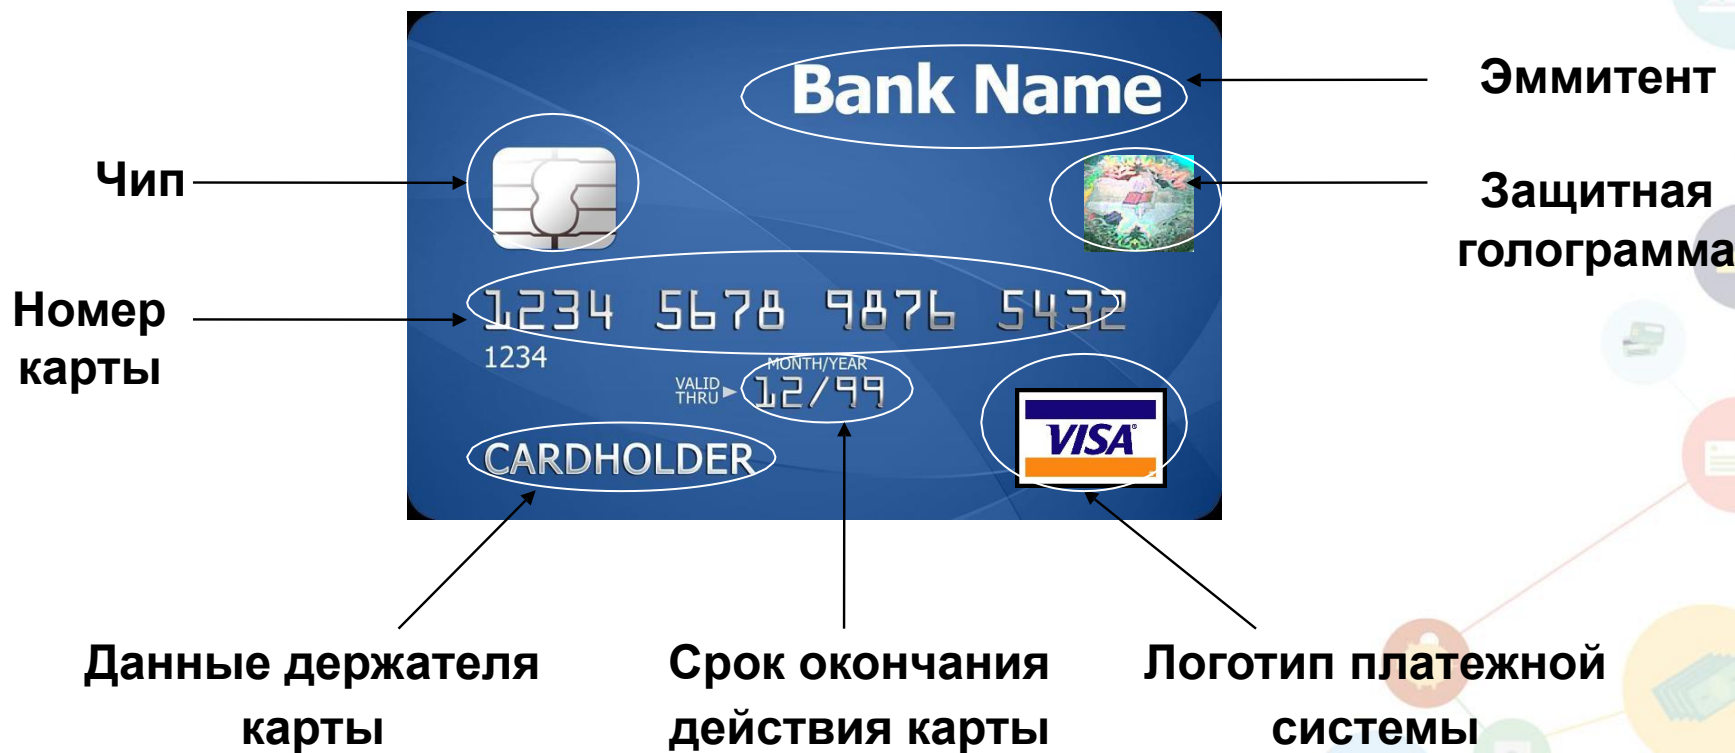 Bank Name
Эммитент
Чип
Защитная
голограмма
Номер
карты
1234 5678 9876 5432
1234
MONTH/YEAR
VALID
THRU
12/99
VISA
CARDHOLDER
Данные держателя
карты
Срок окончания
действия карты
Логотип платежной
системы